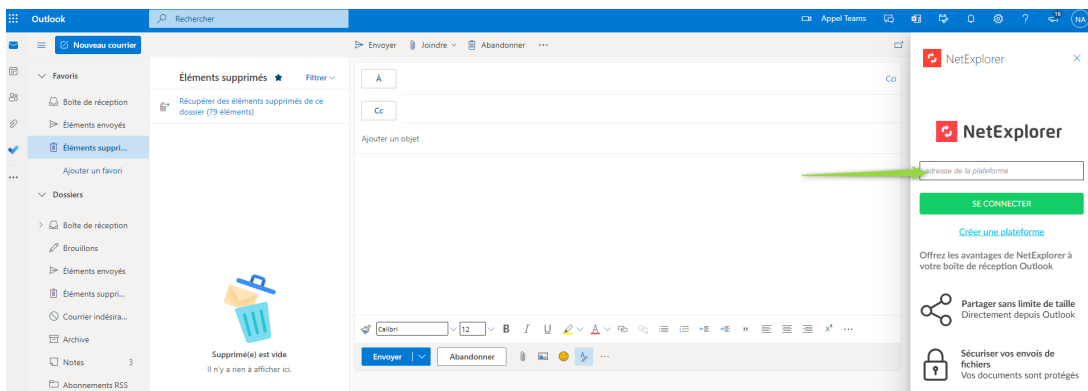 Outlook
Rechercher
Appel Teams
NA
Nouveau courrier
Favoris
Boîte de réception
Éléments envoyés
Éléments suppri...
Ajouter un favori
Dossiers
Boîte de réception
Brouillons
Éléments envoyés
Éléments suppri...
Courrier indésira...
Archive
Notes 3
Abonnements RSS
Éléments supprimés Filtrer
Récupérer des éléments supprimés de ce
dossier (79 éléments)
Supprimé(e) est vide
Il n'y a rien à afficher ici.
Envoyer Joindre Abandonner ...
À Cci
Cc
Ajouter un objet
Calibri 12 B I U A x² ...
Envoyer Abandonner ...
NetExplorer
NetExplorer
adresse de la plateforme
SE CONNECTER
Créer une plateforme
Offrez les avantages de NetExplorer à
votre boîte de réception Outlook
Partager sans limite de taille
Directement depuis Outlook
Sécuriser vos envois de
fichiers
Vos documents sont protégés